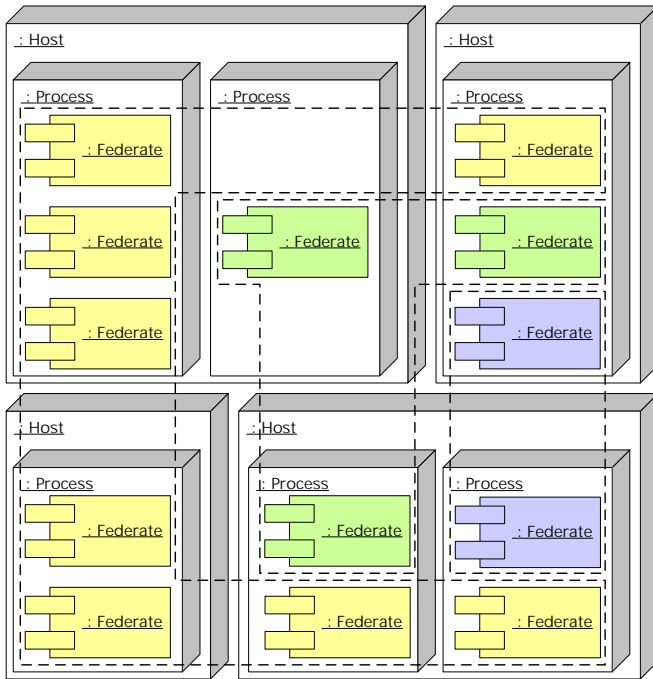 : Host
: Host
: Process
: Process
: Process
: Federate
: Federate
: Federate
: Federate
: Federate
: Federate
: Federate
: Host
: Host
: Process
: Process
: Process
: Federate
: Federate
: Federate
: Federate
: Federate
: Federate